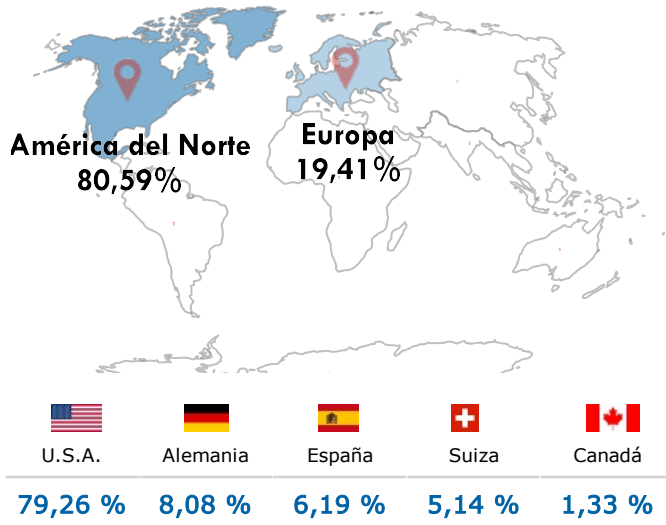 América del Norte
80,59%
Europa
19,41%
U.S.A. Alemania España Suiza Canadá
79,26 % 8,08 % 6,19 % 5,14 % 1,33 %